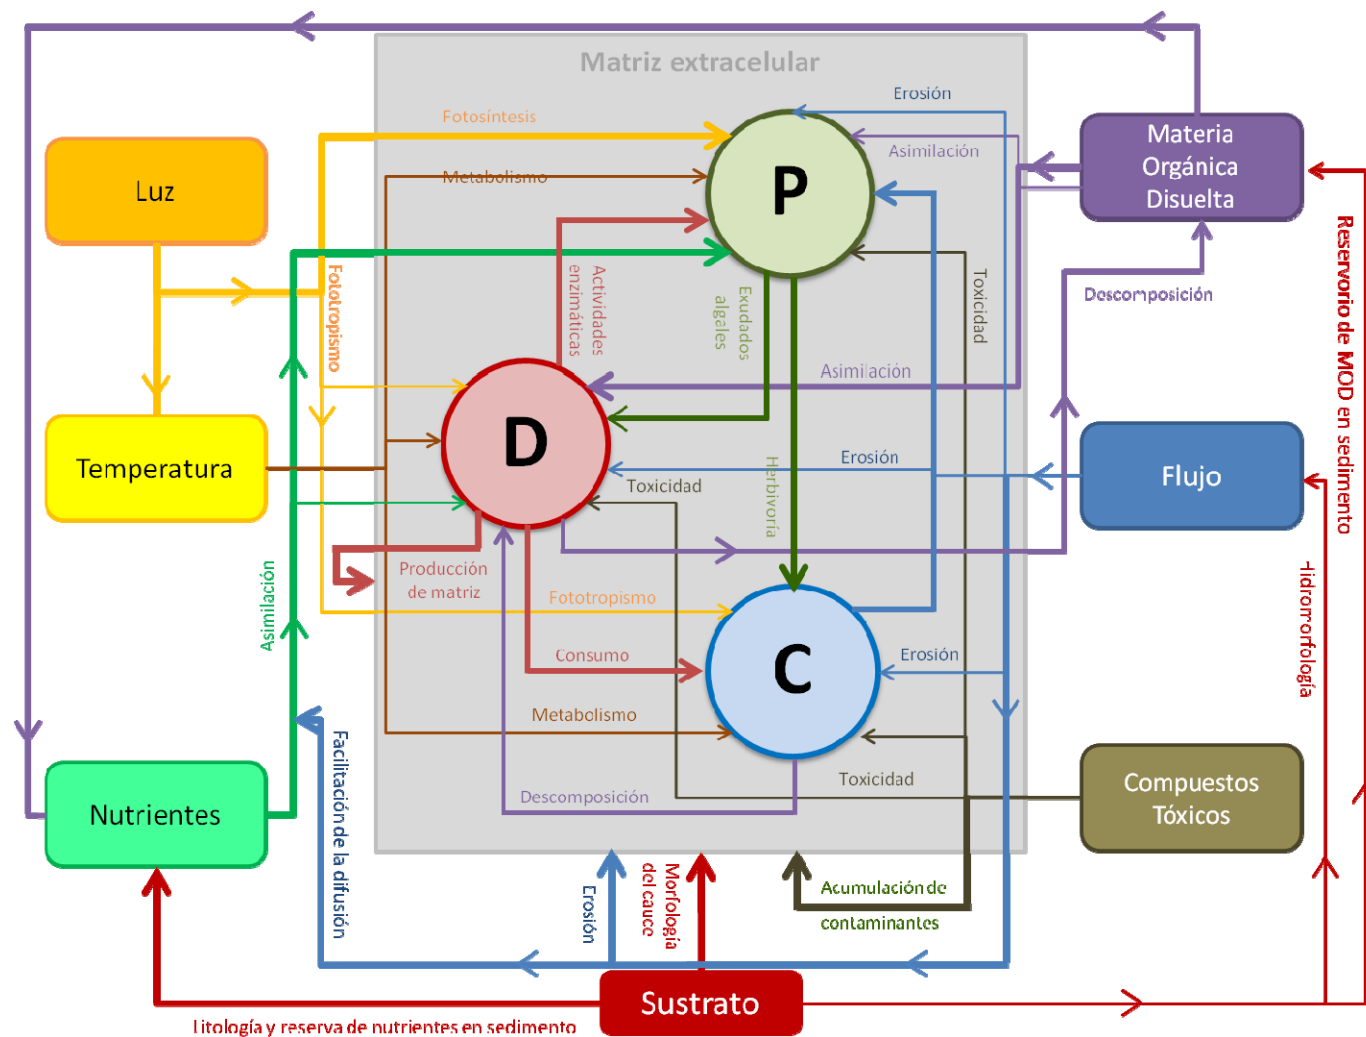 Matriz extracelular
Erosión
Fotosíntesis
Materia
Orgánica
Disuelta
Asimilación
Luz
Metabolismo
P
Reservorio de MOD en sedimento
Fototropismo
Actividades
enzimáticas
Exudados
algales
Toxicidad
Descomposición
Asimilación
D
Temperatura
Erosión
Flujo
Toxicidad
Herbivoría
Producción
de matriz
Asimilación
Fototropismo
Hidromorfología
Consumo
Erosión
C
Metabolismo
Facilitación de la difusión
Toxicidad
Compuestos
Tóxicos
Descomposición
Nutrientes
Erosión
Morfología
del cauce
Acumulación de
contaminantes
Sustrato
Litología y reserva de nutrientes en sedimento